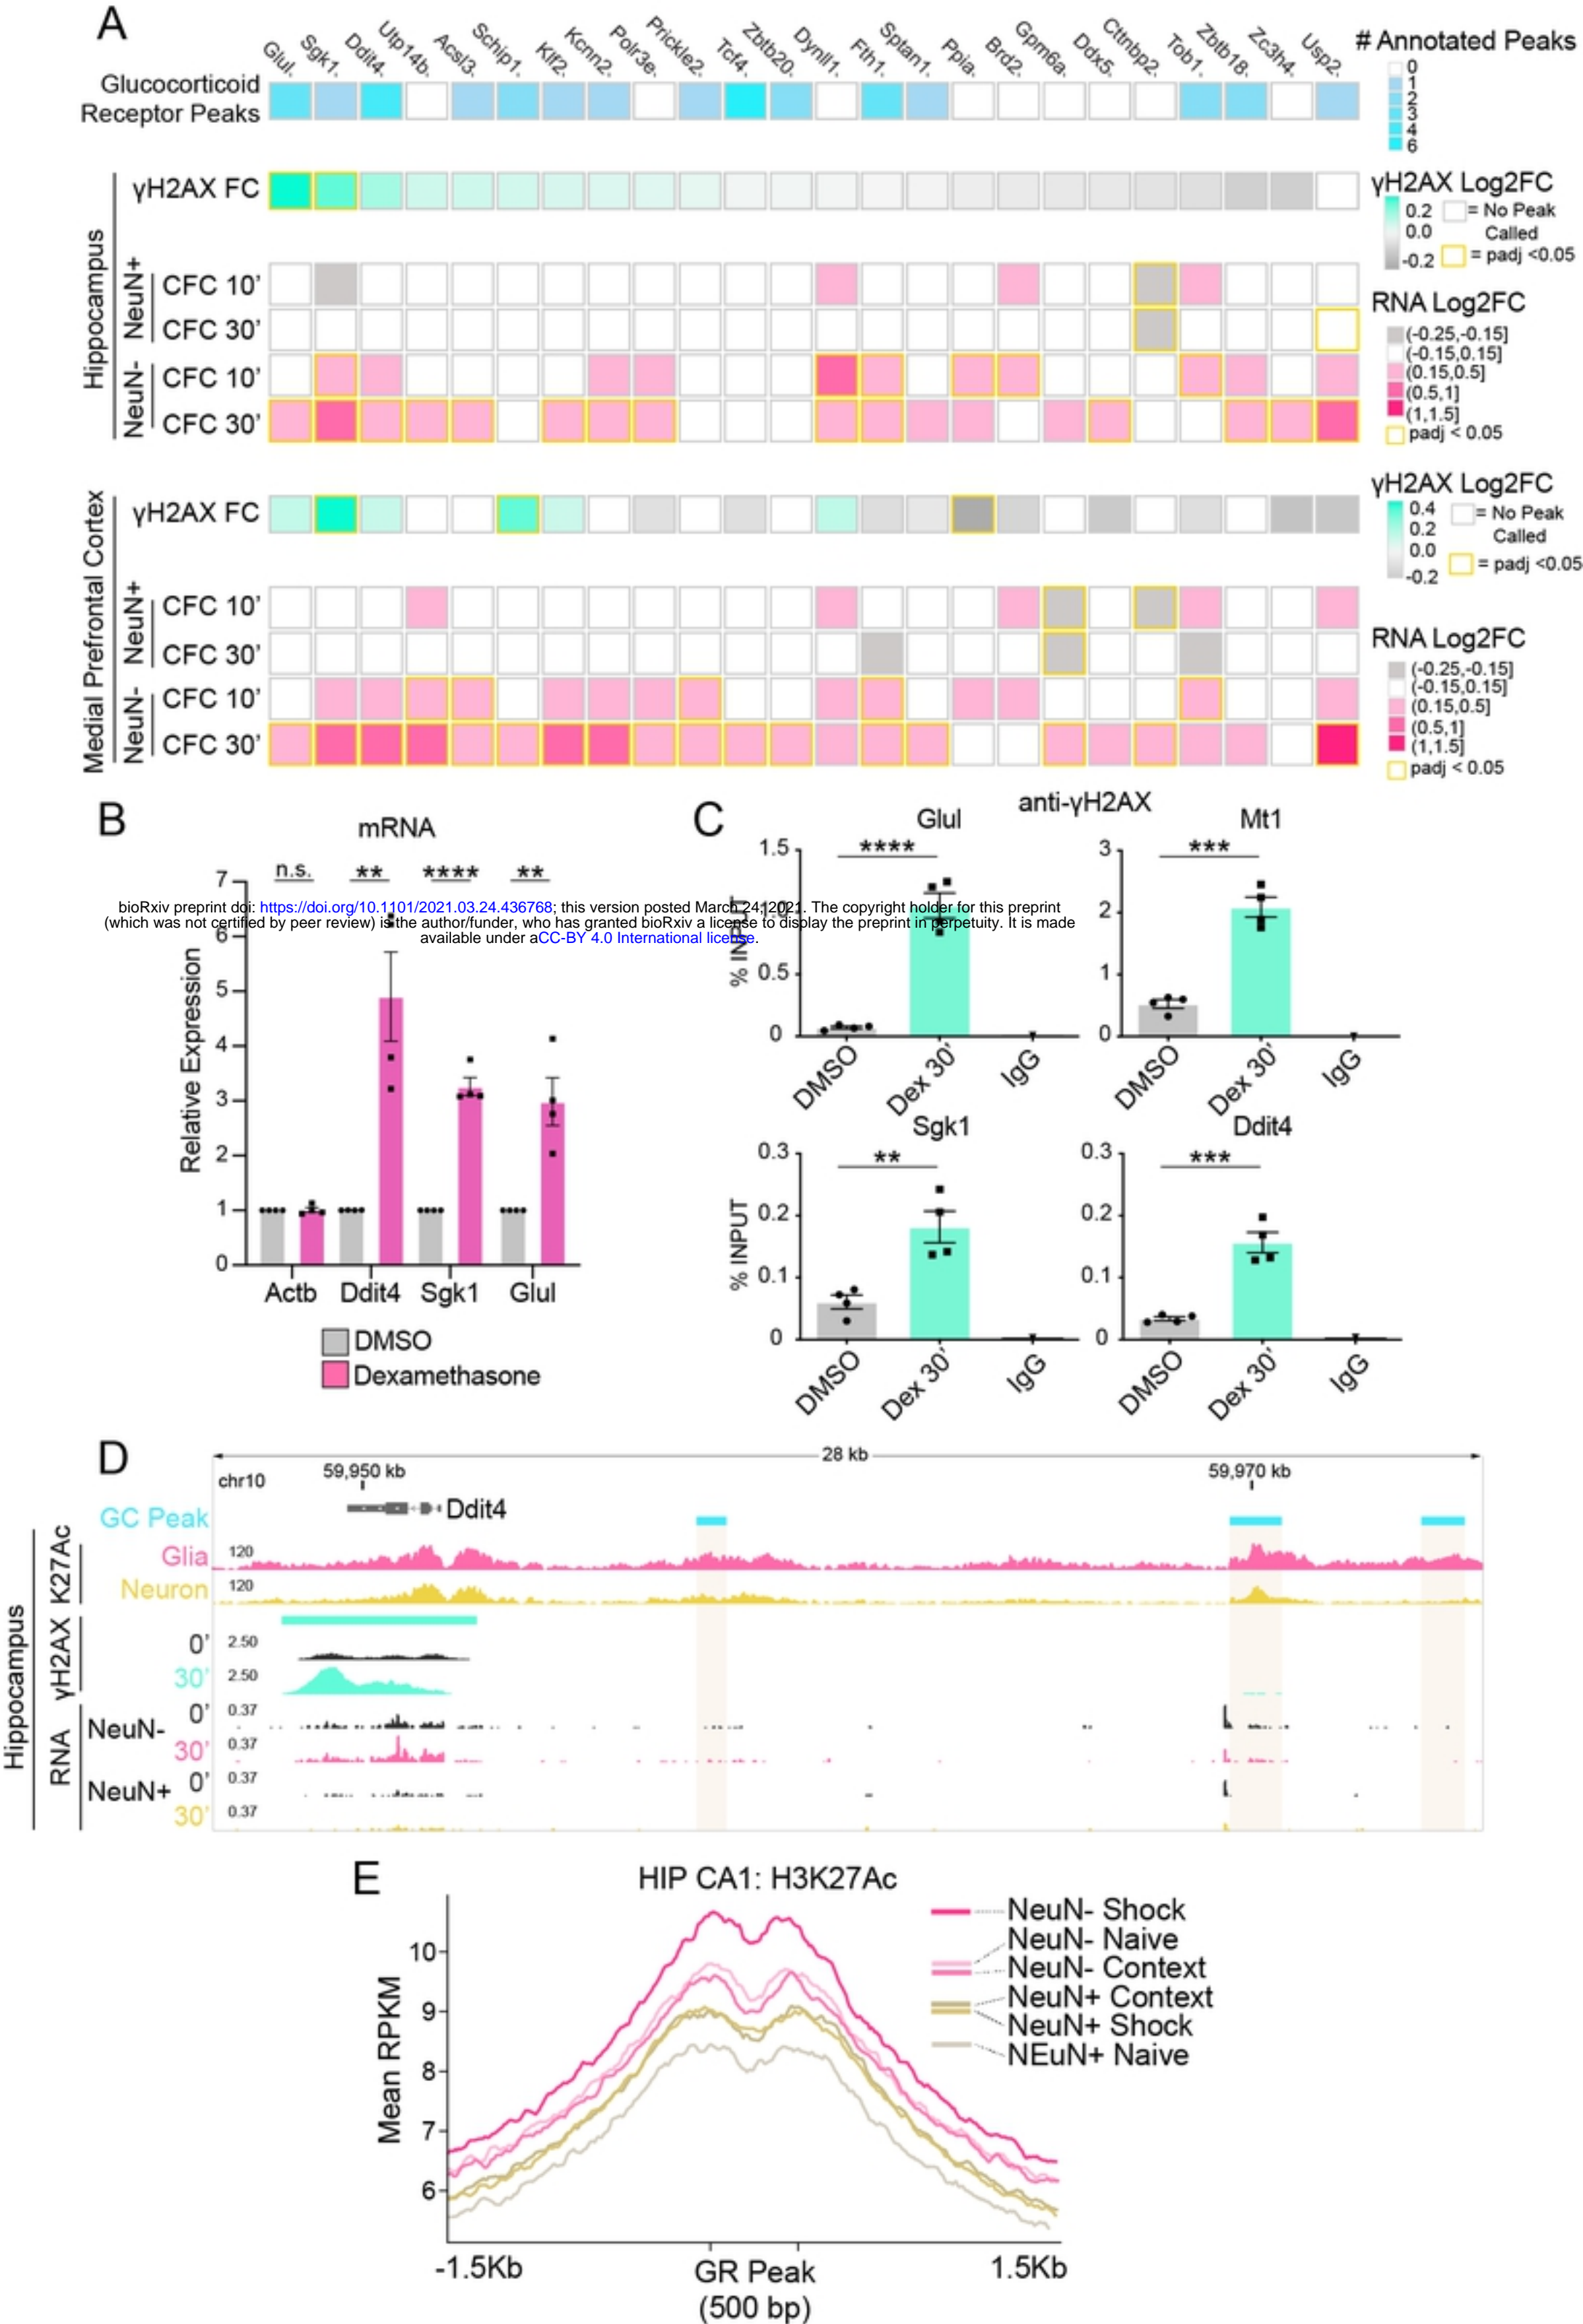 A
Glul
Sgk1
Ddit4
Utp14b
Acsl3
Schip1
Klf2
Kcnn2
Polr3e
Prickle2
Tcf4
Zbtb20
Dynll1
Fth1
Sptan1
Ppia
Brd2
Gpm6a
Ddx5
Cttnbp2
Tob1
Zbtb18
Zc3h4
Usp2
# Annotated Peaks
0
1
2
3
4
6
Glucocorticoid
Receptor Peaks
Hippocampus
γH2AX FC
NeuN+
CFC 10'
CFC 30'
NeuN-
CFC 10'
CFC 30'
γH2AX Log2FC
0.2
0.0
-0.2
= No Peak
Called
= padj <0.05
RNA Log2FC
(-0.25,-0.15]
(-0.15,0.15]
(0.15,0.5]
(0.5,1]
(1,1.5]
padj < 0.05
Medial Prefrontal Cortex
γH2AX FC
NeuN+
CFC 10'
CFC 30'
NeuN-
CFC 10'
CFC 30'
γH2AX Log2FC
0.4
0.2
0.0
-0.2
= No Peak
Called
= padj <0.05
RNA Log2FC
(-0.25,-0.15]
(-0.15,0.15]
(0.15,0.5]
(0.5,1]
(1,1.5]
padj < 0.05
B
mRNA
n.s.
**
****
**
Relative Expression
7
6
5
4
3
2
1
0
Actb
Ddit4
Sgk1
Glul
DMSO
Dexamethasone
bioRxiv preprint doi: https://doi.org/10.1101/2021.03.24.436768; this version posted March 24, 2021. The copyright holder for this preprint
(which was not certified by peer review) is the author/funder, who has granted bioRxiv a license to display the preprint in perpetuity. It is made
available under aCC-BY 4.0 International license.
C
anti-γH2AX
Glul
****
% INPUT
1.5
1.0
0.5
0
DMSO
Dex 30'
IgG
Mt1
***
3
2
1
0
DMSO
Dex 30'
IgG
Sgk1
**
% INPUT
0.3
0.2
0.1
0
DMSO
Dex 30'
IgG
Ddit4
***
0.3
0.2
0.1
0
DMSO
Dex 30'
IgG
D
28 kb
chr10
59,950 kb
59,970 kb
Ddit4
GC Peak
Hippocampus
K27Ac
Glia
120
Neuron
120
γH2AX
0'
2.50
30'
2.50
RNA
NeuN-
0'
0.37
30'
0.37
NeuN+
0'
0.37
30'
0.37
E
HIP CA1: H3K27Ac
Mean RPKM
10
9
8
7
6
-1.5Kb
GR Peak
(500 bp)
1.5Kb
NeuN- Shock
NeuN- Naive
NeuN- Context
NeuN+ Context
NeuN+ Shock
NEuN+ Naive